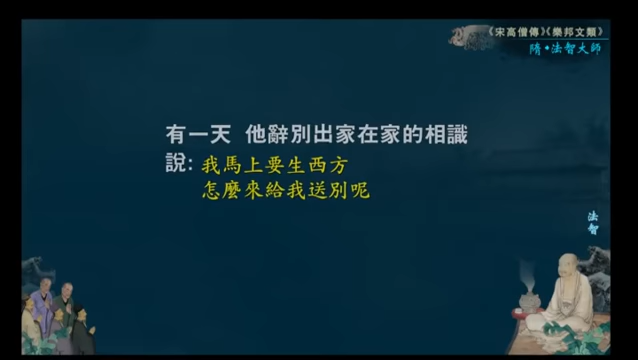 《宋高僧傳》《樂邦文類》
隋•法智大師
有一天 他辭別出家在家的相識
說: 我馬上要生西方
怎麼來給我送別呢
法智